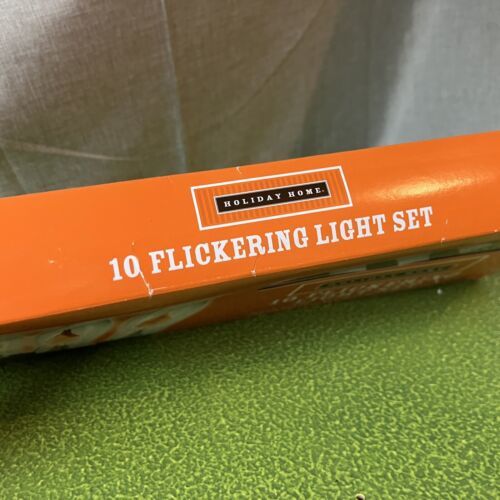 HOLIDAY HOME.
10 FLICKERING LIGHT SET